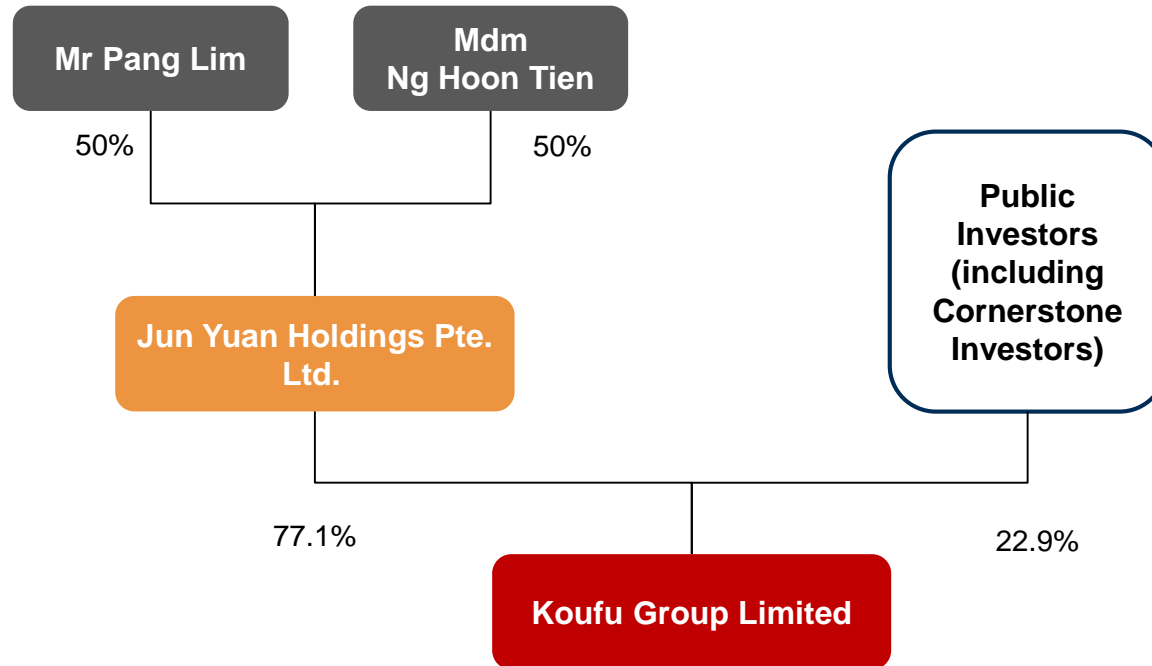 Mr Pang Lim
Mdm
Ng Hoon Tien
50%
50%
Public
Investors
(including
Cornerstone
Investors)
Jun Yuan Holdings Pte.
Ltd.
77.1%
22.9%
Koufu Group Limited